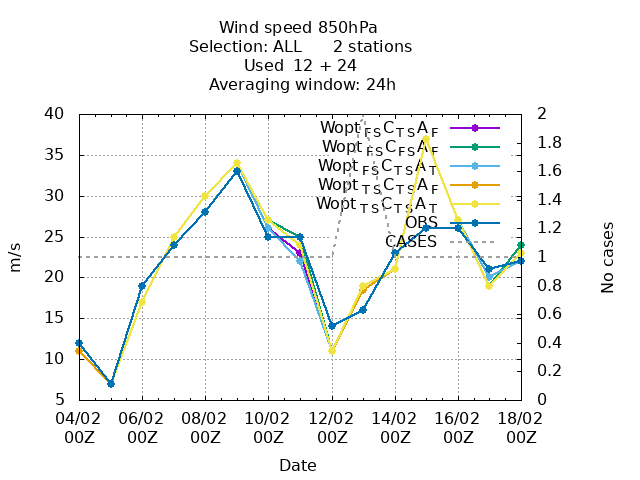 Wind speed 850hPa
Selection: ALL 2 stations
Used 12 + 24
Averaging window: 24h
40 2
35 1.8
30 1.6
25 1.4
20 1.2
15 1
10 0.8
5 0.6
0.4
0.2
0
Wopt FS C TS A F
Wopt FS C FS A F
Wopt FS C TS A T
Wopt TS C TS A F
Wopt TS C TS A T
OBS
CASES
m/s
No cases
04/02 06/02 08/02 10/02 12/02 14/02 16/02 18/02
00Z 00Z 00Z 00Z 00Z 00Z 00Z 00Z
Date